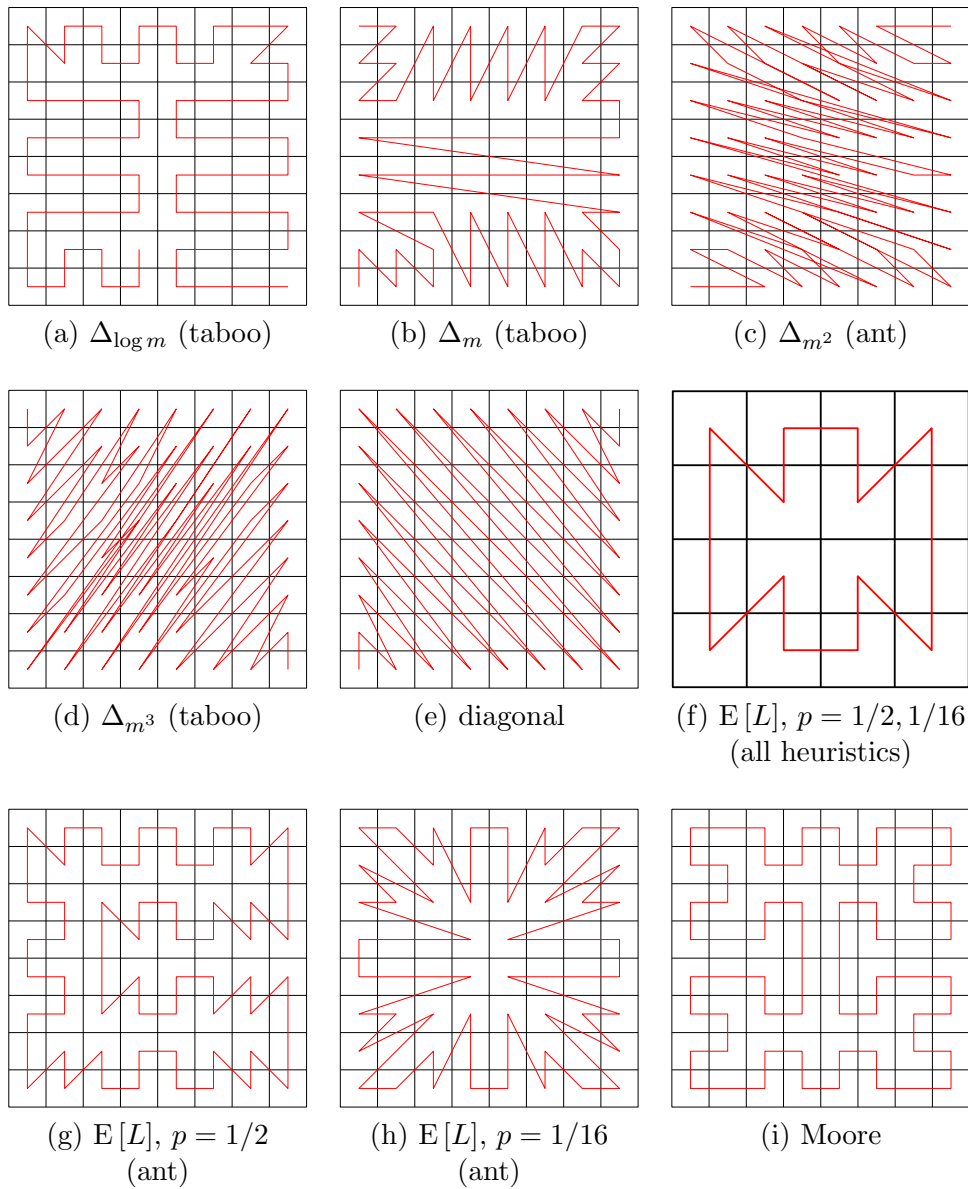 (a) Δ_{log m} (taboo)
(b) Δ_m (taboo)
(c) Δ_{m²} (ant)
(d) Δ_{m³} (taboo)
(e) diagonal
(f) E [L], p = 1/2, 1/16
(all heuristics)
(g) E [L], p = 1/2
(ant)
(h) E [L], p = 1/16
(ant)
(i) Moore